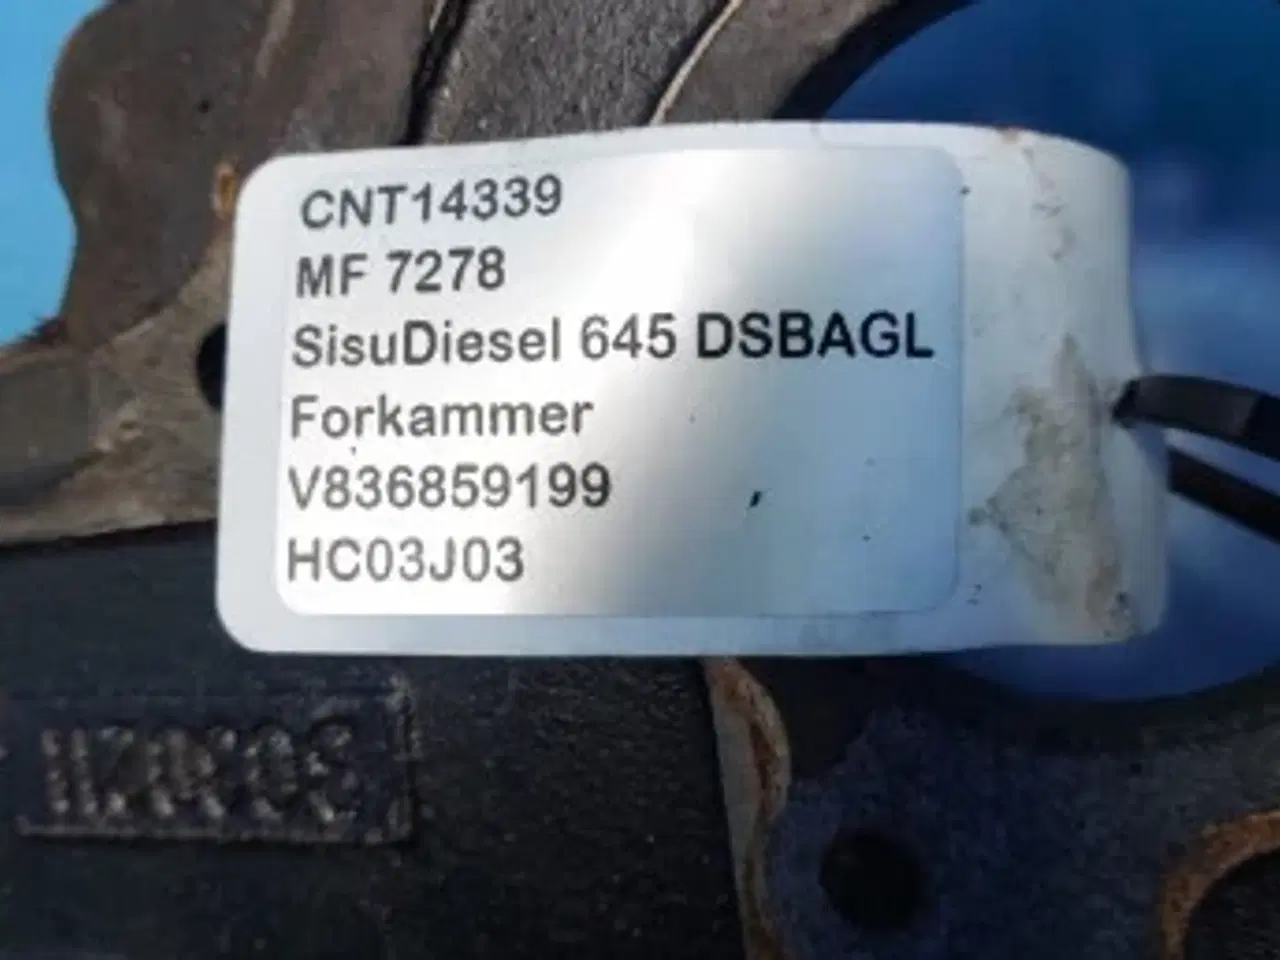 CNT14339
MF 7278
SisuDiesel 645 DSBAGL
Forkammer
V836859199
HC03J03